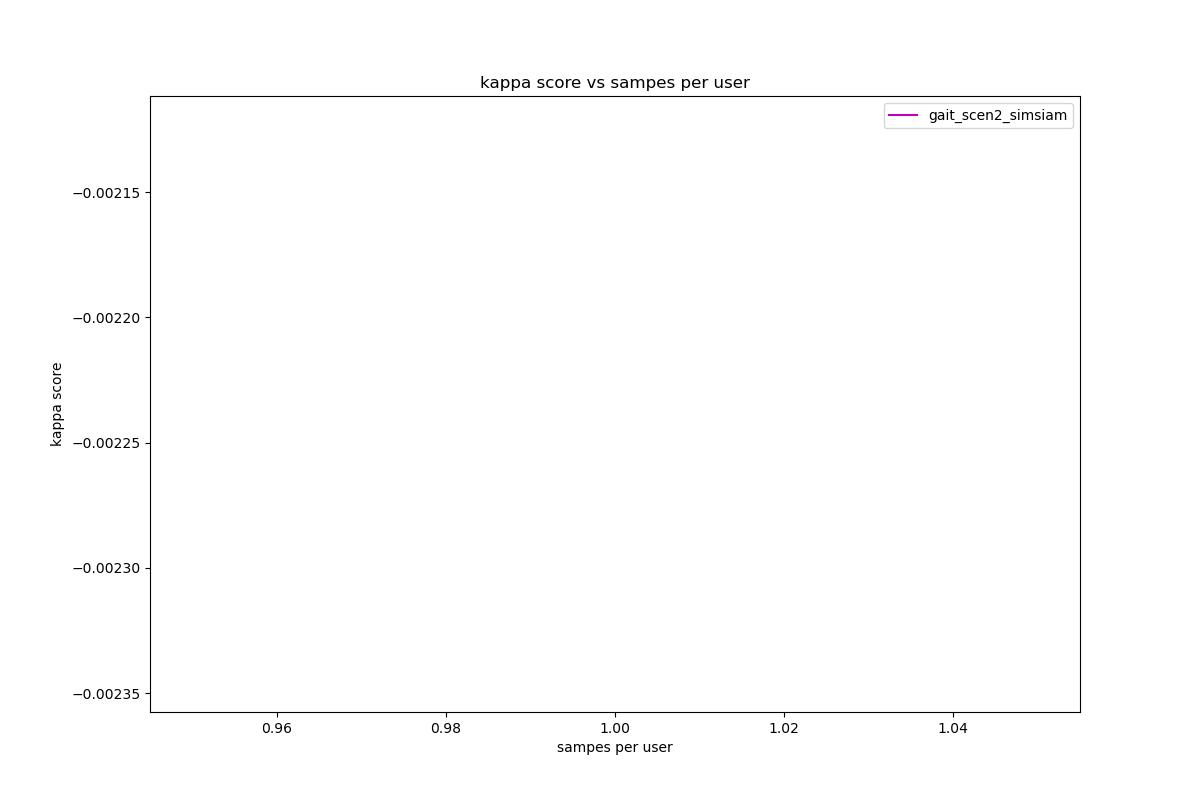 kappa score vs sampes per user
gait_scen2_simsiam
−0.00215
−0.00220
−0.00225
−0.00230
−0.00235
kappa score
0.96 0.98 1.00 1.02 1.04
sampes per user